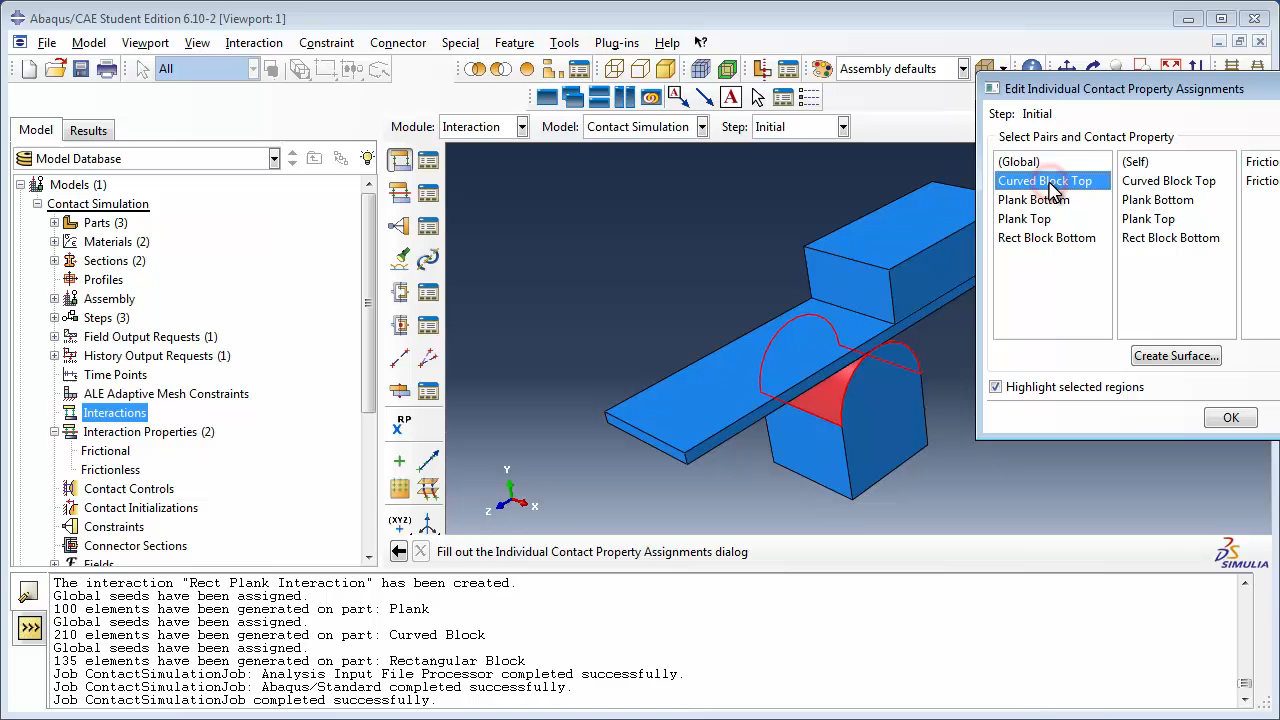 Abaqus/CAE Student Edition 6.10-2 [Viewport: 1]
File Model Viewport View Interaction Constraint Connector Special Feature Tools Plug-ins Help
All
Assembly defaults
A
Model Results
Module: Interaction Model: Contact Simulation Step: Initial
Model Database
Models (1)
Contact Simulation
Parts (3)
Materials (2)
Sections (2)
Profiles
Assembly
Steps (3)
Field Output Requests (1)
History Output Requests (1)
Time Points
ALE Adaptive Mesh Constraints
Interactions
Interaction Properties (2)
Frictional
Frictionless
Contact Controls
Contact Initializations
Constraints
Connector Sections
Fields
RP
(XYZ)
Y
Z
X
Edit Individual Contact Property Assignments
Step: Initial
Select Pairs and Contact Property
(Global) (Self) Frictio
Curved Block Top Curved Block Top Frictio
Plank Bottom Plank Bottom
Plank Top Plank Top
Rect Block Bottom Rect Block Bottom
Create Surface...
Highlight selected regions
OK
Fill out the Individual Contact Property Assignments dialog
SIMULIA
The interaction "Rect Plank Interaction" has been created.
Global seeds have been assigned.
100 elements have been generated on part: Plank
Global seeds have been assigned.
210 elements have been generated on part: Curved Block
Global seeds have been assigned.
135 elements have been generated on part: Rectangular Block
Job ContactSimulationJob: Analysis Input File Processor completed successfully.
Job ContactSimulationJob: Abaqus/Standard completed successfully.
Job ContactSimulationJob completed successfully.